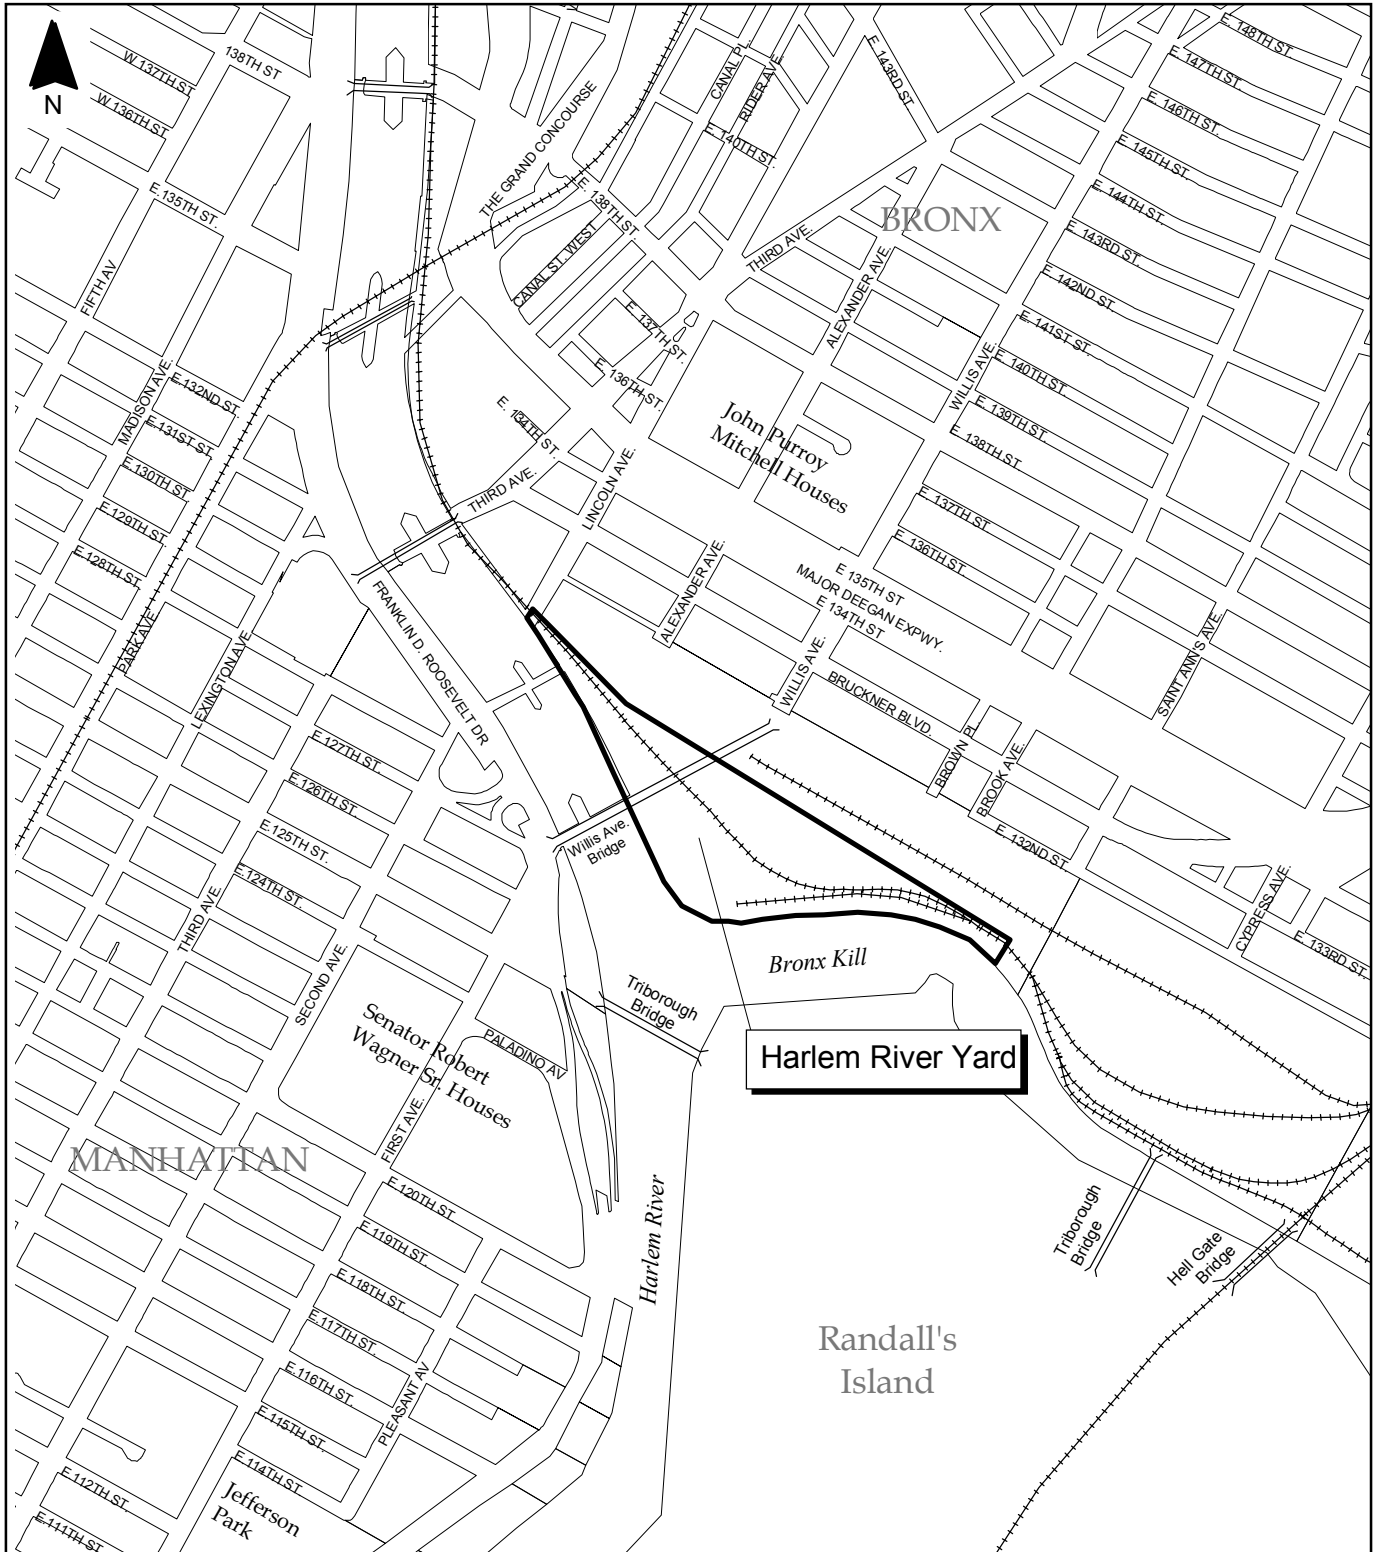 N
W.137TH ST
W.136TH ST
138TH ST
E.135TH ST.
FIFTH AV
MADISON AVE.
E.132ND ST.
E.131ST ST.
E.130TH ST
E.129TH ST.
E.128TH ST.
PARK AVE
LEXINGTON AVE.
THE GRAND CONCOURSE
CANAL PL.
RIDER AVE.
E. 143RD ST.
E. 140TH ST.
E. 138TH ST.
CANAL ST. WEST
THIRD AVE.
BRONX
E. 148TH ST
E. 147TH ST.
E. 146TH ST.
E. 145TH ST.
E. 144TH ST.
E. 143RD ST.
E. 142ND ST.
E. 141ST ST.
E. 140TH ST.
E. 139TH ST.
E. 138TH ST.
E. 137TH ST
E. 136TH ST.
ALEXANDER AVE.
WILLIS AVE.
E. 137TH ST.
E. 136TH ST.
E. 134TH ST.
THIRD AVE.
LINCOLN AVE.
John Purroy
Mitchell Houses
ALEXANDER AVE.
E 135TH ST
MAJOR DEEGAN EXPWY.
E 134TH ST
WILLIS AVE.
BRUCKNER BLVD.
BROWN PL.
BROOK AVE.
SAINT ANN'S AVE.
E. 132ND ST.
CYPRESS AVE.
E. 133RD ST.
FRANKLIN D. ROOSEVELT DR
E.127TH ST.
E.126TH ST.
E.125TH ST.
E.124TH ST.
THIRD AVE.
SECOND AVE.
Willis Ave.
Bridge
Bronx Kill
Triborough
Bridge
Harlem River Yard
Senator Robert
Wagner Sr. Houses
PALADINO AV
FIRST AVE.
MANHATTAN
Harlem River
E.120TH ST
E.119TH ST.
E.118TH ST.
E.117TH ST.
E.116TH ST.
E.115TH ST.
E.114TH ST.
PLEASANT AV
E.112TH ST.
E.111TH ST
Jefferson
Park
Triborough
Bridge
Hell Gate
Bridge
Randall's
Island